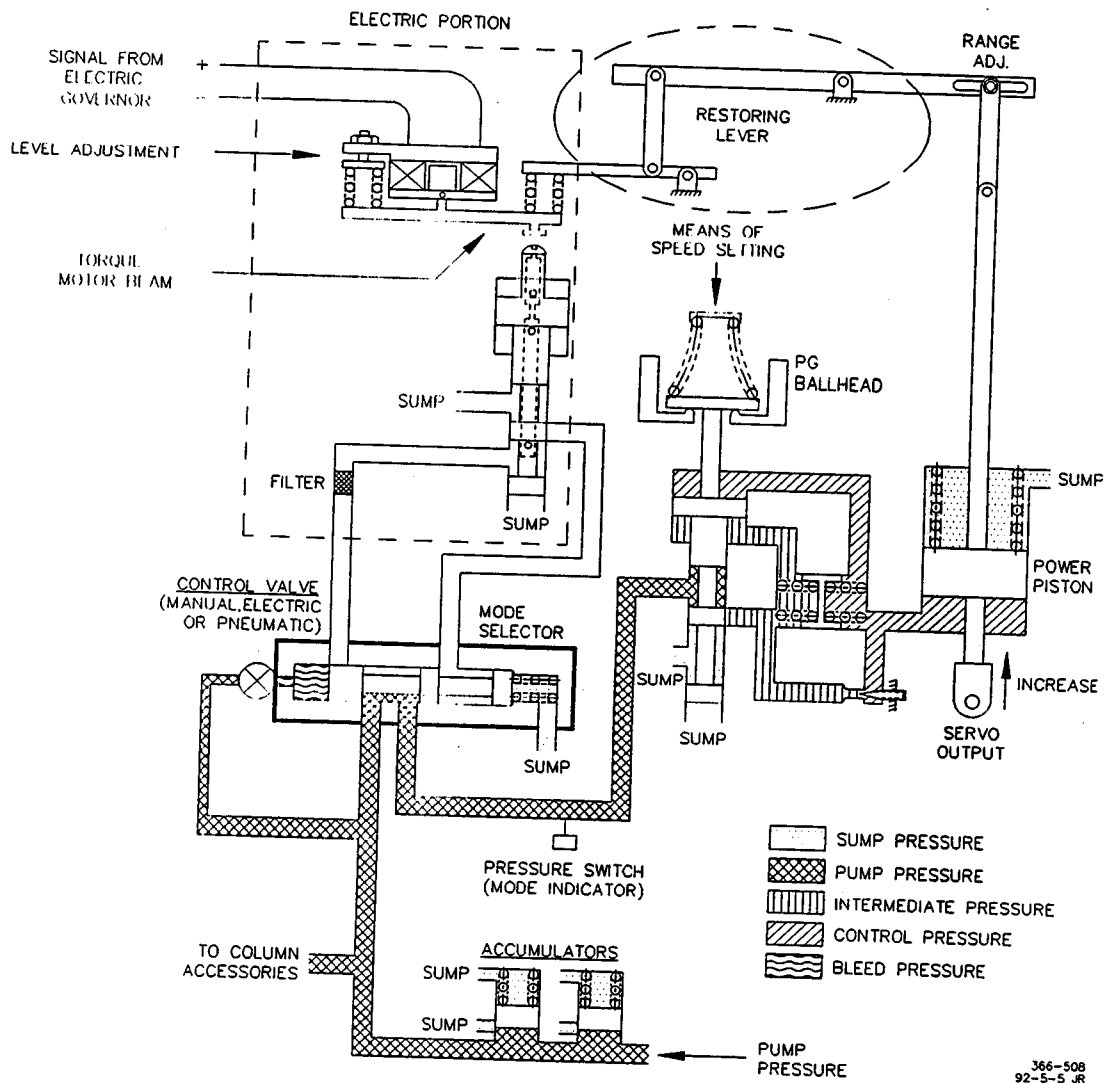 ELECTRIC PORTION
SIGNAL FROM
ELECTRIC
GOVERNOR
+
-
LEVEL ADJUSTMENT
TORQUE
MOTOR BEAM
RANGE
ADJ.
RESTORING
LEVER
MEANS OF
SPEED SETTING
PG
BALLHEAD
SUMP
FILTER
SUMP
SUMP
CONTROL VALVE
(MANUAL,ELECTRIC
OR PNEUMATIC)
MODE
SELECTOR
POWER
PISTON
SUMP
SUMP
SUMP
INCREASE
SERVO
OUTPUT
PRESSURE SWITCH
(MODE INDICATOR)
SUMP PRESSURE
PUMP PRESSURE
INTERMEDIATE PRESSURE
CONTROL PRESSURE
BLEED PRESSURE
TO COLUMN
ACCESSORIES
ACCUMULATORS
SUMP
SUMP
PUMP
PRESSURE
366-508
92-5-5 JR